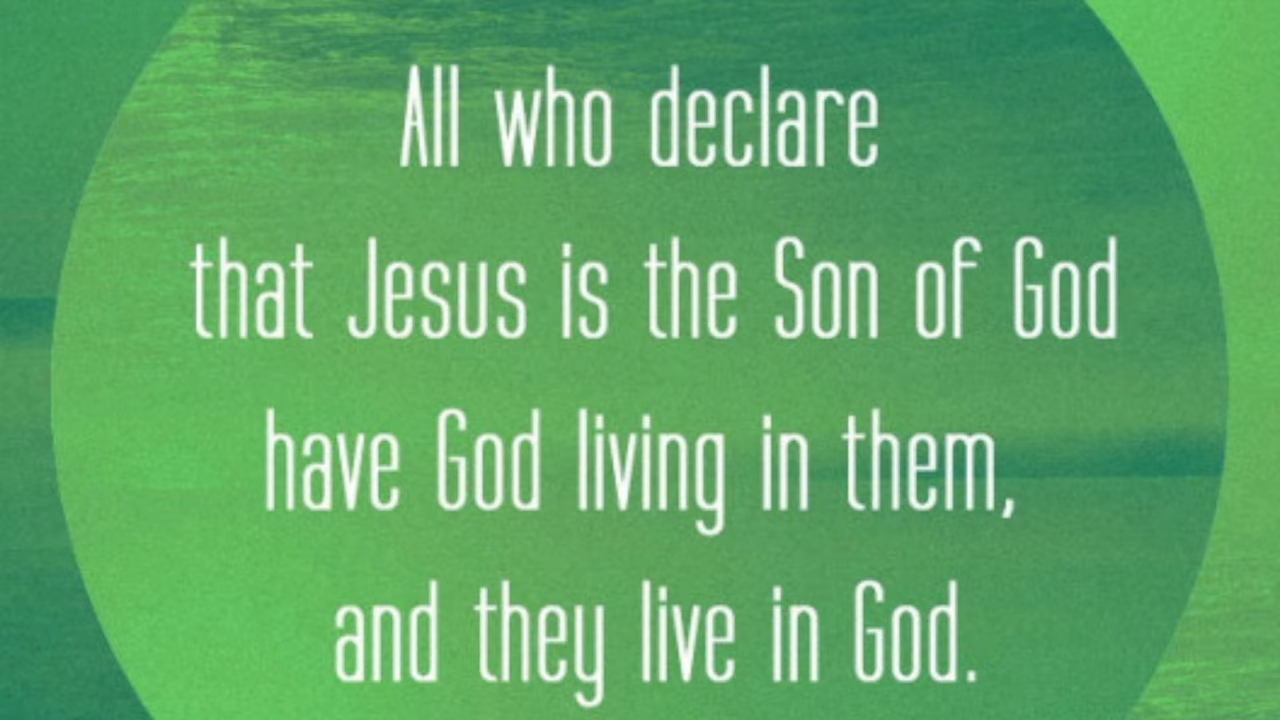 All who declare
that Jesus is the Son of God
have God living in them,
and they live in God.